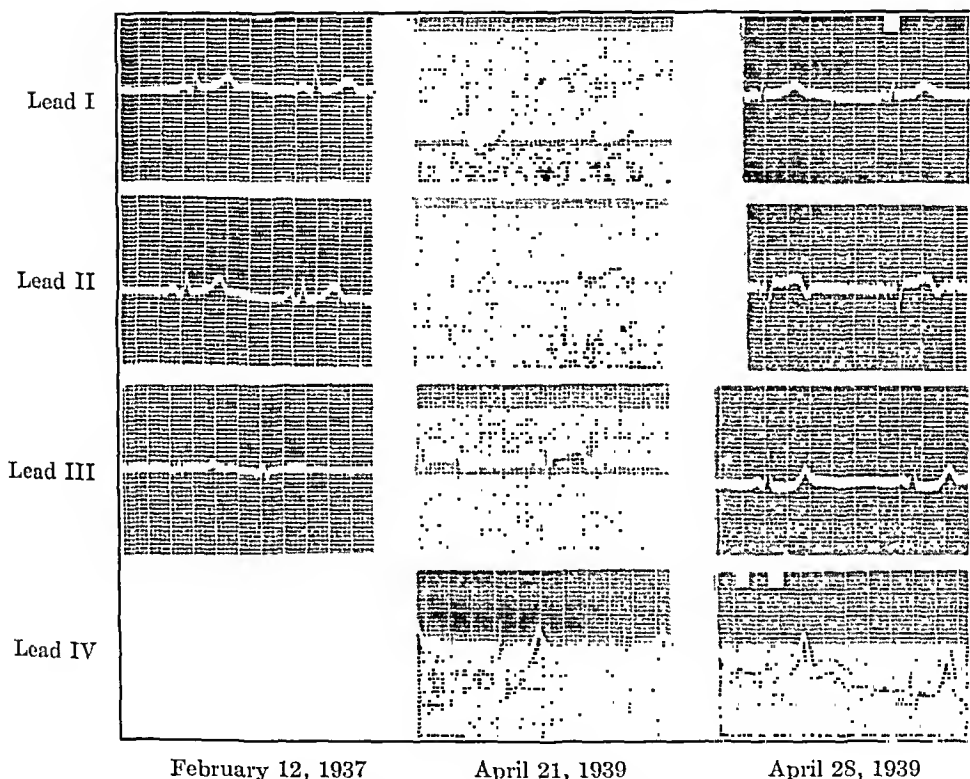 Lead I
Lead II
Lead III
Lead IV
February 12, 1937 April 21, 1939 April 28, 1939